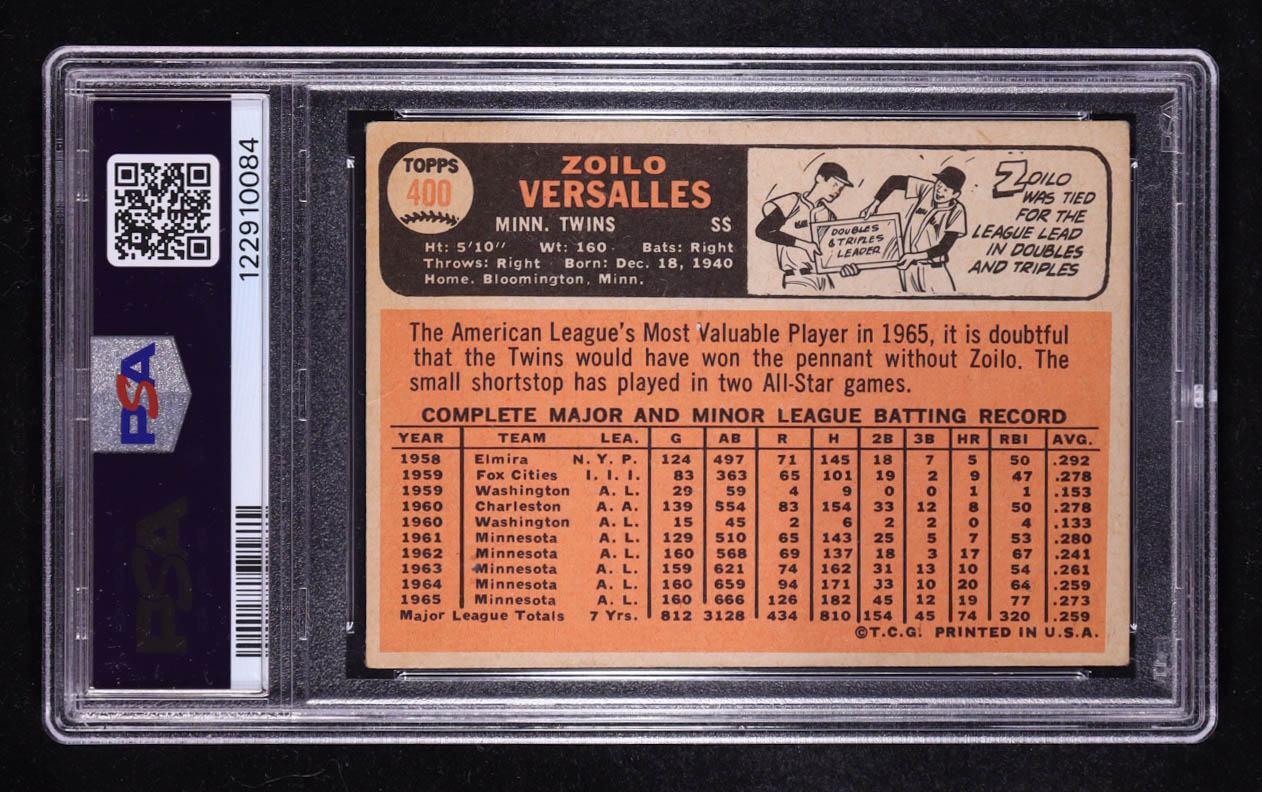 122910084
PSA
PSA
TOPPS
400
ZOILO
VERSALLES
MINN. TWINS SS
Ht: 5'10" Wt: 160 Bats: Right
Throws: Right Born: Dec. 18, 1940
Home. Bloomington, Minn.
DOUBLES
& TRIPLES
LEADER
ZOILO
WAS TIED
FOR THE
LEAGUE LEAD
IN DOUBLES
AND TRIPLES
The American League's Most Valuable Player in 1965, it is doubtful
that the Twins would have won the pennant without Zoilo. The
small shortstop has played in two All-Star games.
COMPLETE MAJOR AND MINOR LEAGUE BATTING RECORD
YEAR TEAM LEA. G AB R H 2B 3B HR RBI AVG.
1958 Elmira N. Y. P. 124 497 71 145 18 7 5 50 .292
1959 Fox Cities I. I. I. 83 363 65 101 19 2 9 47 .278
1959 Washington A. L. 29 59 4 9 0 0 1 1 .153
1960 Charleston A. A. 139 554 83 154 33 12 8 50 .278
1960 Washington A. L. 15 45 2 6 2 2 0 4 .133
1961 Minnesota A. L. 129 510 65 143 25 5 7 53 .280
1962 Minnesota A. L. 160 568 69 137 18 3 17 67 .241
1963 Minnesota A. L. 159 621 74 162 31 13 10 54 .261
1964 Minnesota A. L. 160 659 94 171 33 10 20 64 .259
1965 Minnesota A. L. 160 666 126 182 45 12 19 77 .273
Major League Totals 7 Yrs. 812 3128 434 810 154 45 74 320 .259
©T.C.G. PRINTED IN U.S.A.